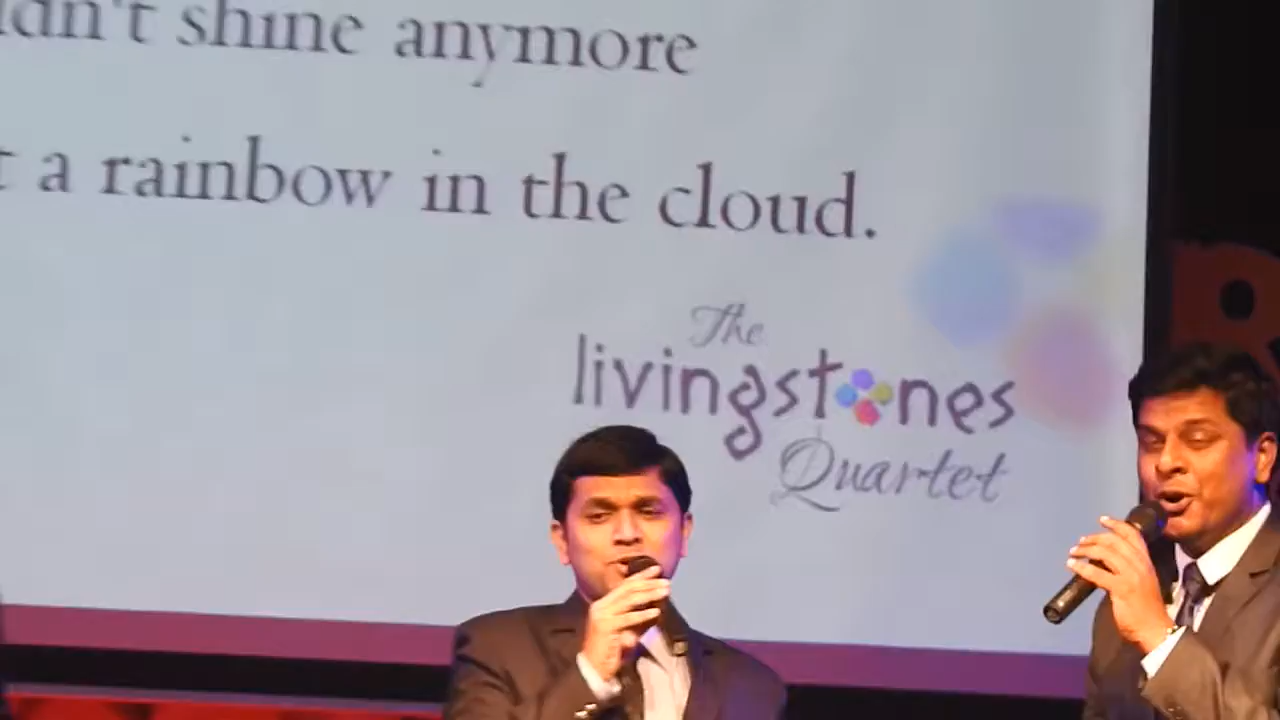 shine anymore
a rainbow in the cloud.
The
livingstones
Quartet
R